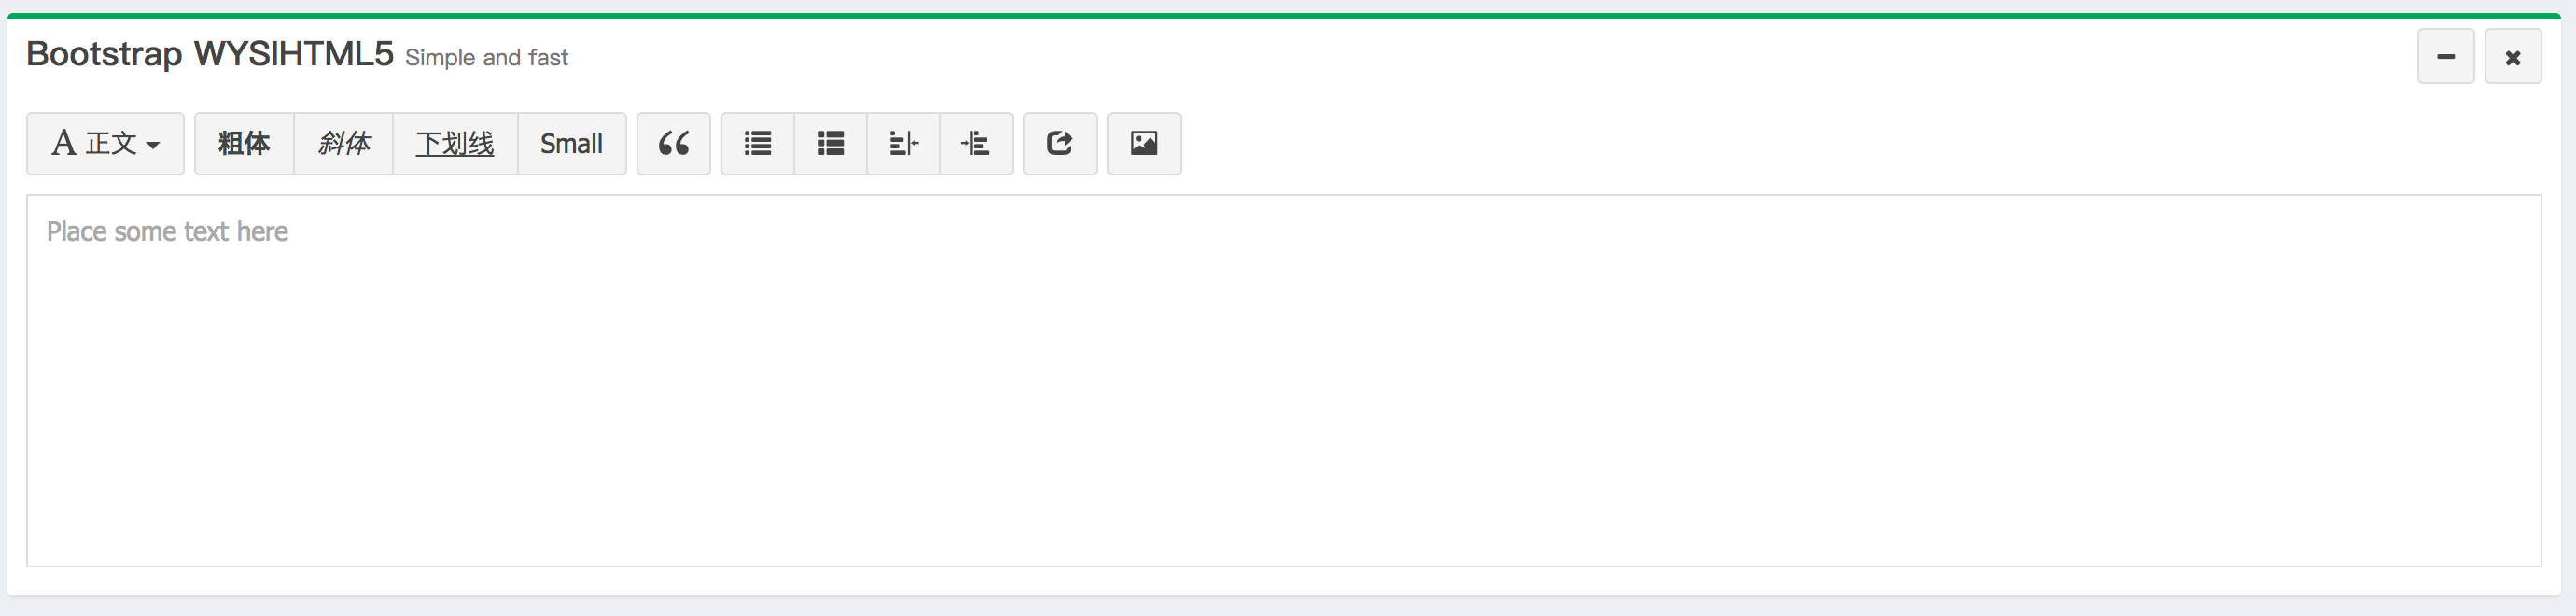 Bootstrap WYSIHTML5 Simple and fast
A 正文 粗体 斜体 下划线 Small
Place some text here